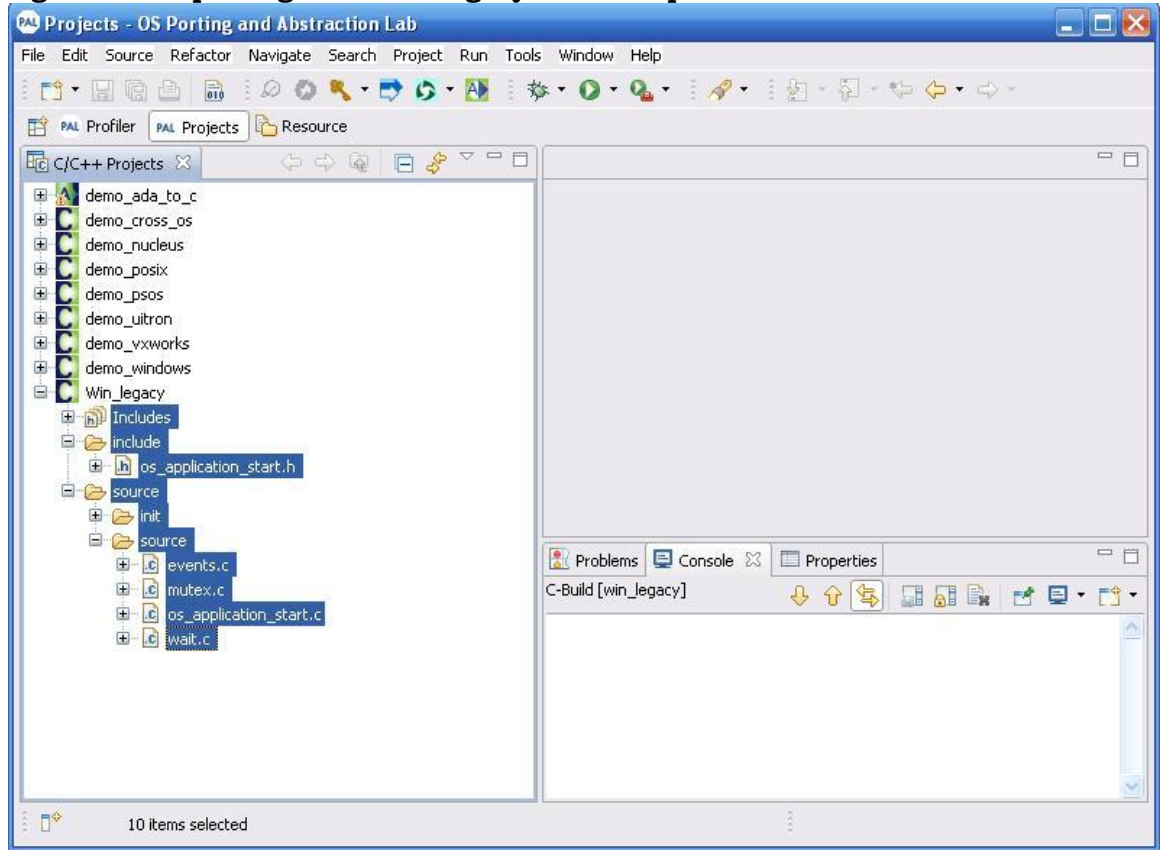 Projects - OS Porting and Abstraction Lab
File Edit Source Refactor Navigate Search Project Run Tools Window Help
010
PAL Profiler PAL Projects Resource
C/C++ Projects
demo_ada_to_c
demo_cross_os
demo_nucleus
demo_posix
demo_psos
demo_uitron
demo_vxworks
demo_windows
Win_legacy
Includes
include
os_application_start.h
source
init
source
events.c
mutex.c
os_application_start.c
wait.c
Problems Console Properties
C-Build [win_legacy]
10 items selected